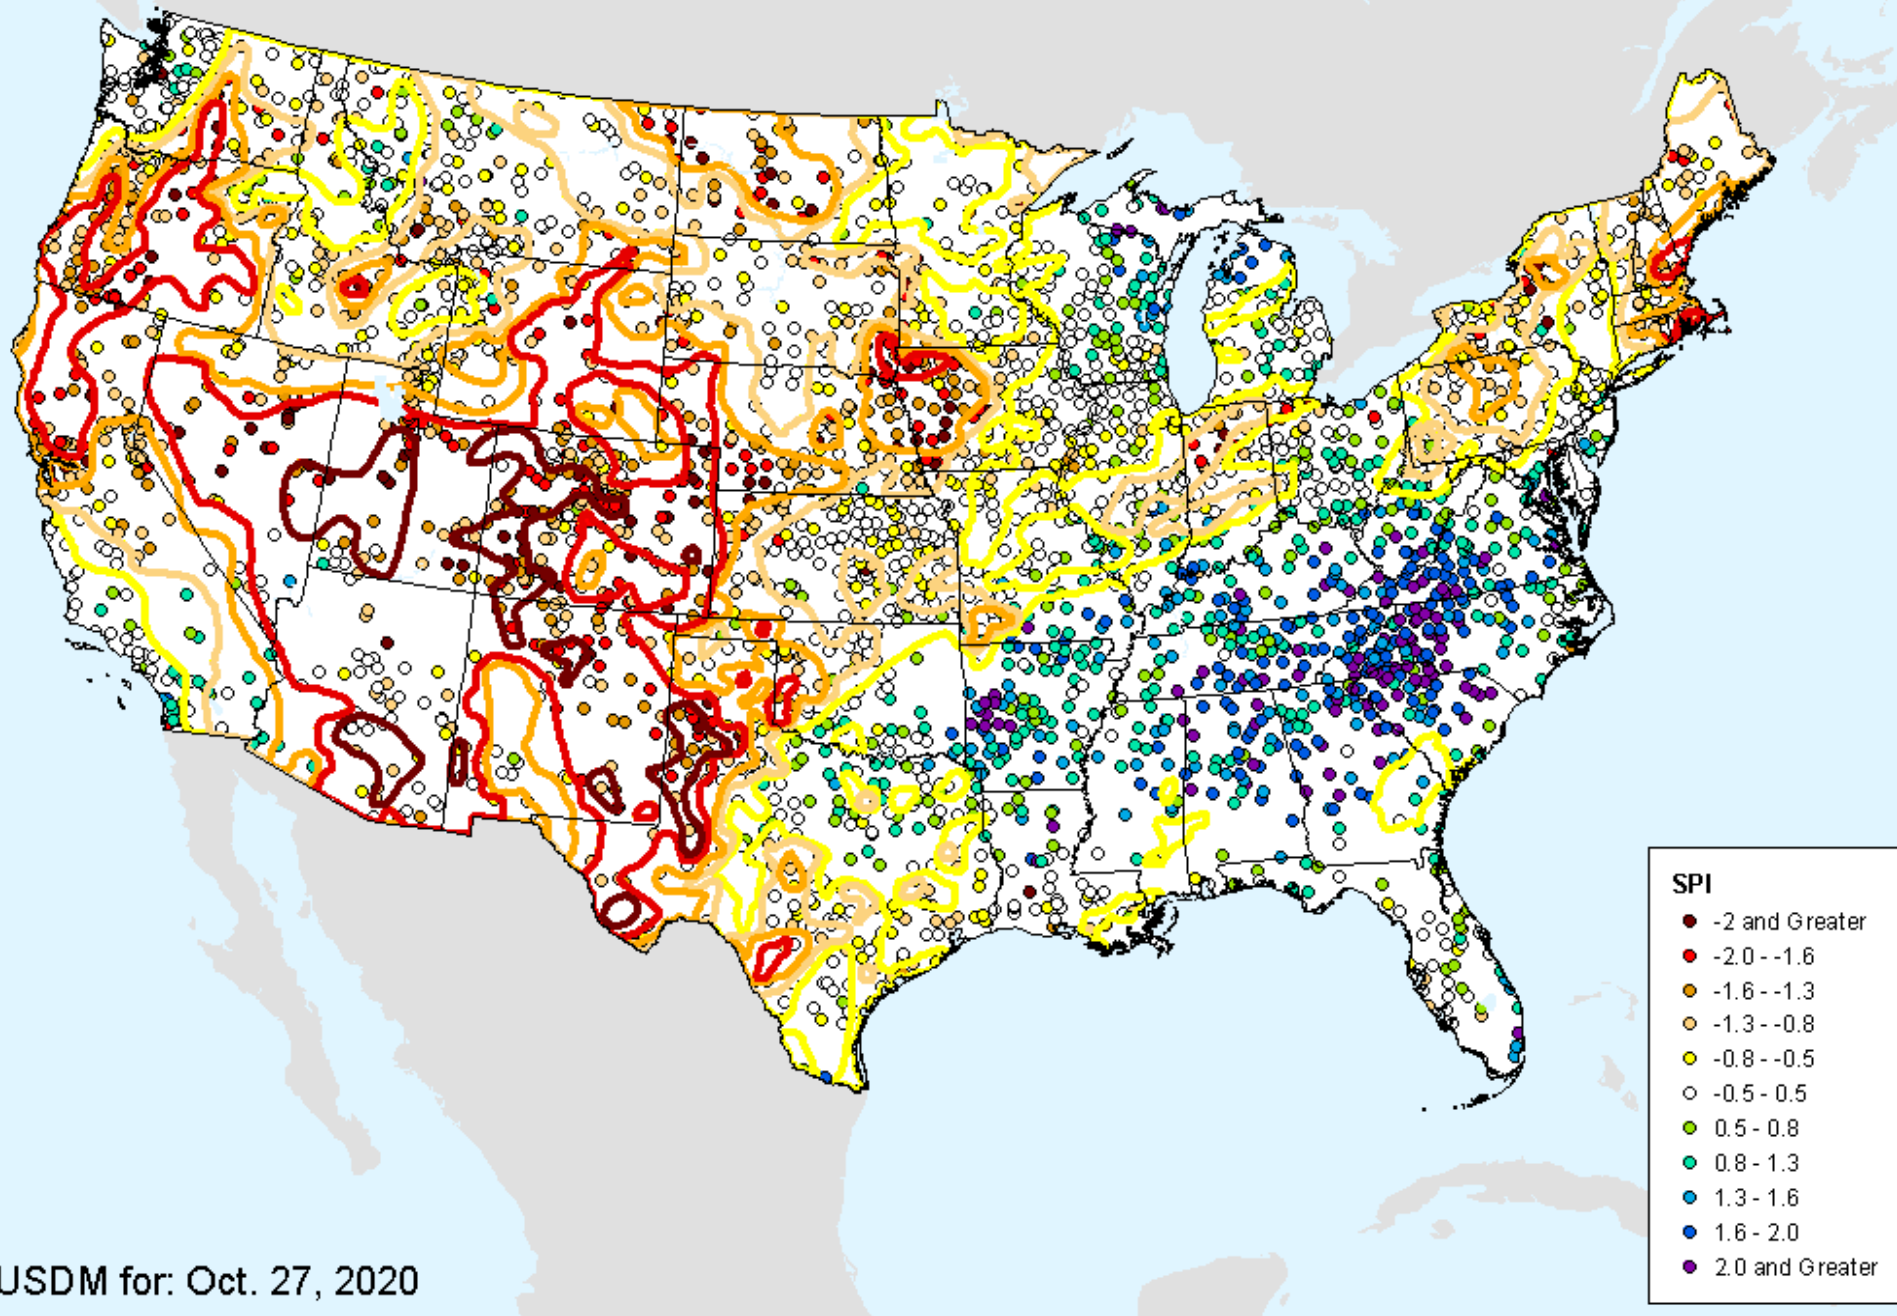 SPI
-2 and Greater
-2.0 - -1.6
-1.6 - -1.3
-1.3 - -0.8
-0.8 - -0.5
-0.5 - 0.5
0.5 - 0.8
0.8 - 1.3
1.3 - 1.6
1.6 - 2.0
2.0 and Greater
USDM for: Oct. 27, 2020